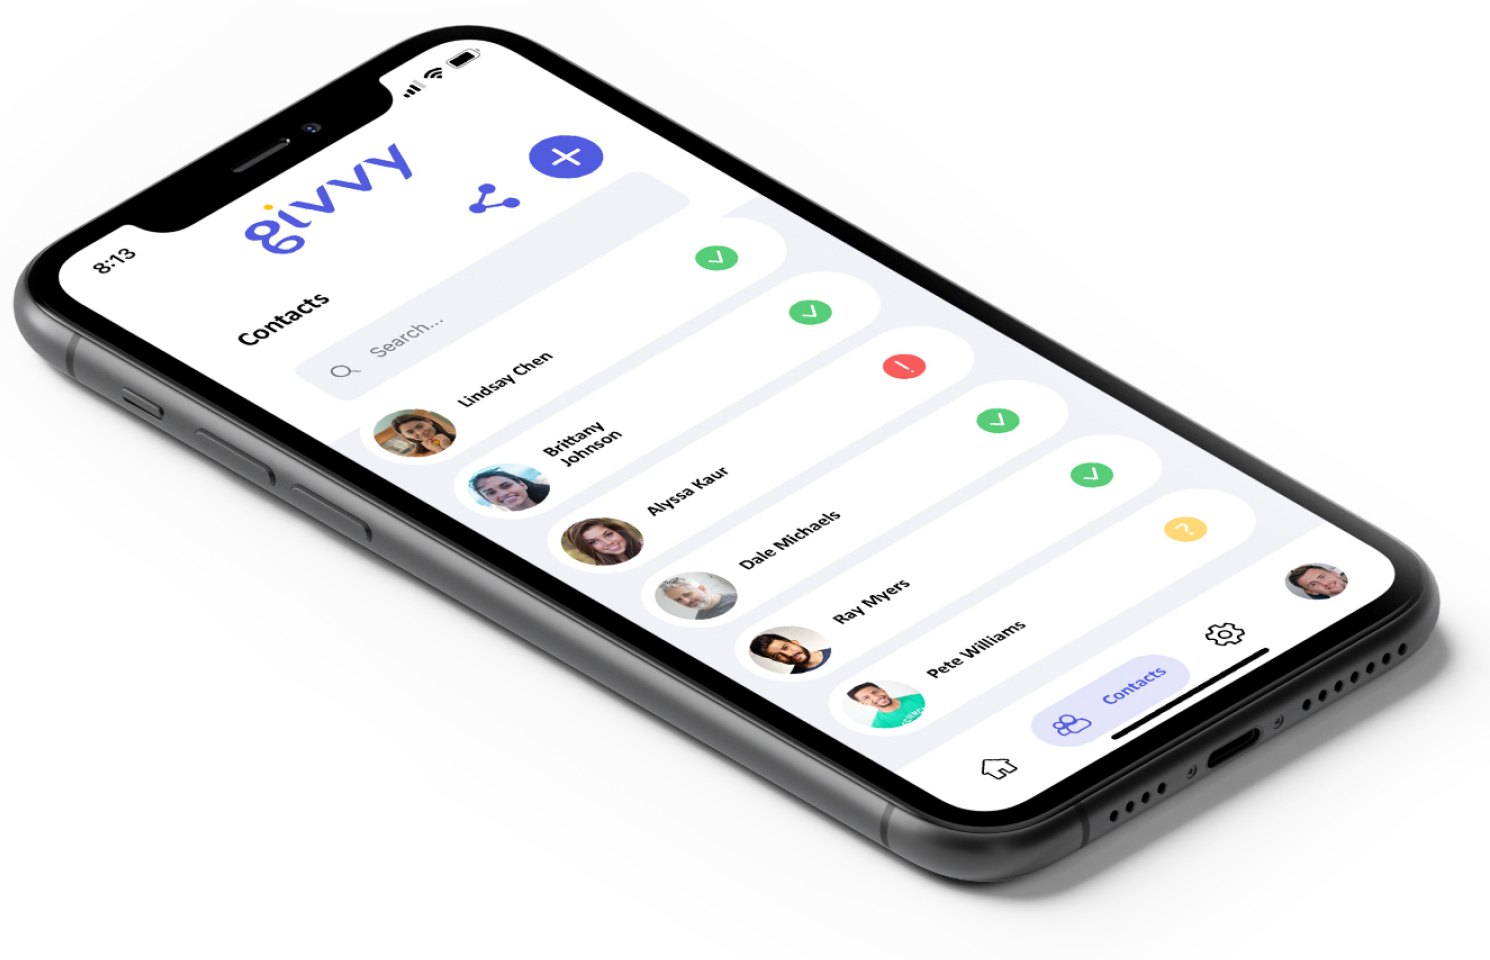 8:13
givvy
Contacts
Search...
Lindsay Chen
Brittany
Johnson
Alyssa Kaur
Dale Michaels
Ray Myers
Pete Williams
Contacts